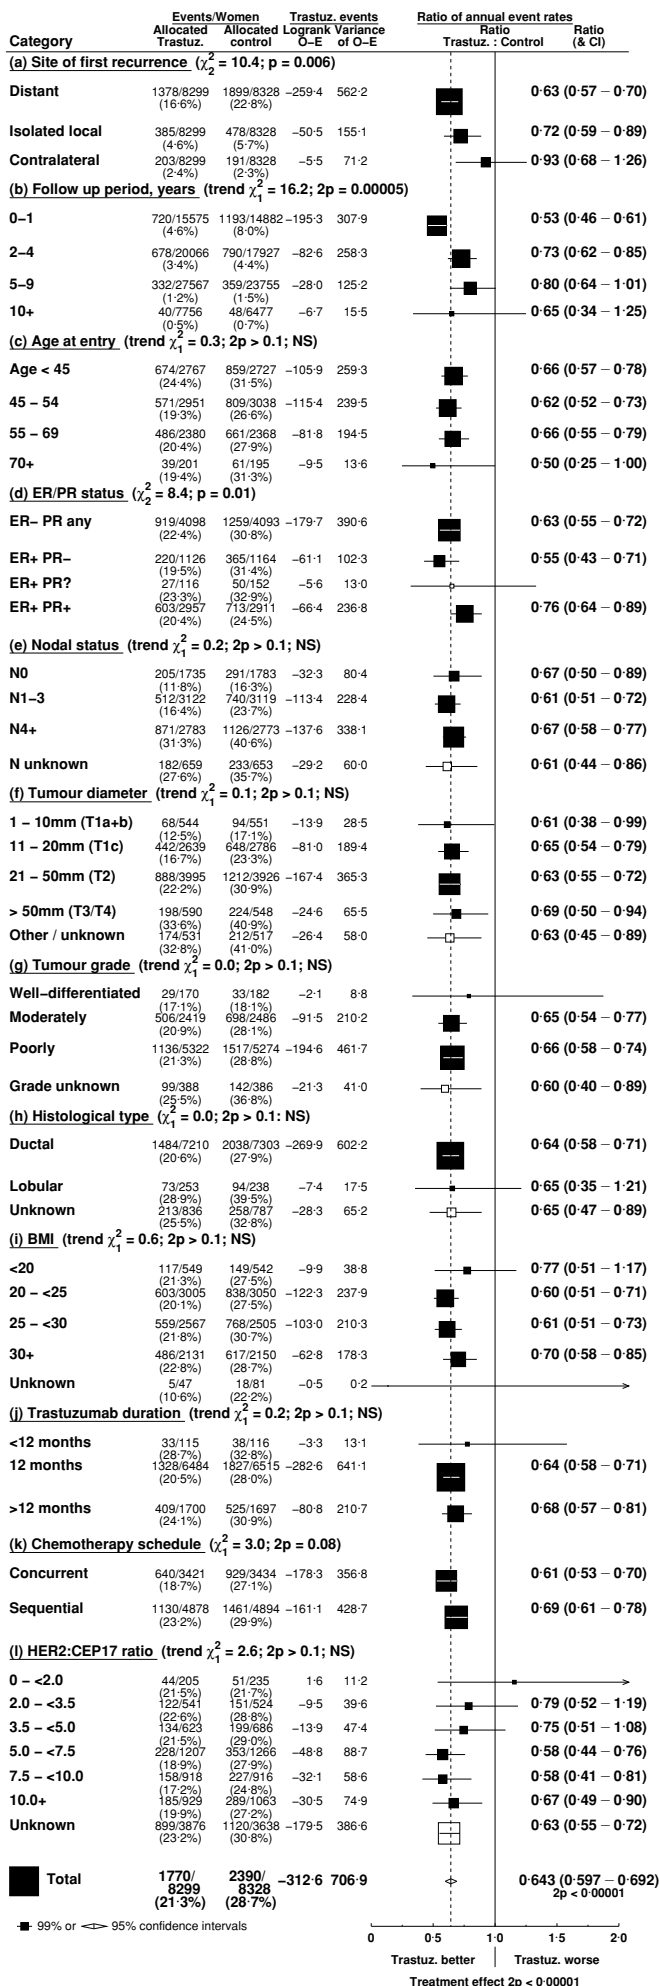 Events/Women Trastuz. events Ratio of annual event rates
Allocated Allocated Logrank Variance Ratio Ratio
Category Trastuz. control O–E of O–E Trastuz. : Control (& CI)
(a) Site of first recurrence (χ²₂ = 10·4; p = 0·006)
Distant 1378/8299 1899/8328 –259·4 562·2 0·63 (0·57 – 0·70)
(16·6%) (22·8%)
Isolated local 385/8299 478/8328 –50·5 155·1 0·72 (0·59 – 0·89)
(4·6%) (5·7%)
Contralateral 203/8299 191/8328 –5·5 71·2 0·93 (0·68 – 1·26)
(2·4%) (2·3%)
(b) Follow up period, years (trend χ²₁ = 16·2; 2p = 0·00005)
0–1 720/15575 1193/14882 –195·3 307·9 0·53 (0·46 – 0·61)
(4·6%) (8·0%)
2–4 678/20066 790/17927 –82·6 258·3 0·73 (0·62 – 0·85)
(3·4%) (4·4%)
5–9 332/27567 359/23755 –28·0 125·2 0·80 (0·64 – 1·01)
(1·2%) (1·5%)
10+ 40/7756 48/6477 –6·7 15·5 0·65 (0·34 – 1·25)
(0·5%) (0·7%)
(c) Age at entry (trend χ²₁ = 0·3; 2p > 0·1; NS)
Age < 45 674/2767 859/2727 –105·9 259·3 0·66 (0·57 – 0·78)
(24·4%) (31·5%)
45 – 54 571/2951 809/3038 –115·4 239·5 0·62 (0·52 – 0·73)
(19·3%) (26·6%)
55 – 69 486/2380 661/2368 –81·8 194·5 0·66 (0·55 – 0·79)
(20·4%) (27·9%)
70+ 39/201 61/195 –9·5 13·6 0·50 (0·25 – 1·00)
(19·4%) (31·3%)
(d) ER/PR status (χ²₂ = 8·4; p = 0·01)
ER– PR any 919/4098 1259/4093 –179·7 390·6 0·63 (0·55 – 0·72)
(22·4%) (30·8%)
ER+ PR– 220/1126 365/1164 –61·1 102·3 0·55 (0·43 – 0·71)
(19·5%) (31·4%)
ER+ PR? 27/116 50/152 –5·6 13·0
(23·3%) (32·9%)
ER+ PR+ 603/2957 713/2911 –66·4 236·8 0·76 (0·64 – 0·89)
(20·4%) (24·5%)
(e) Nodal status (trend χ²₁ = 0·2; 2p > 0·1; NS)
N0 205/1735 291/1783 –32·3 80·4 0·67 (0·50 – 0·89)
(11·8%) (16·3%)
N1–3 512/3122 740/3119 –113·4 228·4 0·61 (0·51 – 0·72)
(16·4%) (23·7%)
N4+ 871/2783 1126/2773 –137·6 338·1 0·67 (0·58 – 0·77)
(31·3%) (40·6%)
N unknown 182/659 233/653 –29·2 60·0 0·61 (0·44 – 0·86)
(27·6%) (35·7%)
(f) Tumour diameter (trend χ²₁ = 0·1; 2p > 0·1; NS)
1 – 10mm (T1a+b) 68/544 94/551 –13·9 28·5 0·61 (0·38 – 0·99)
(12·5%) (17·1%)
11 – 20mm (T1c) 442/2639 648/2786 –81·0 189·4 0·65 (0·54 – 0·79)
(16·7%) (23·3%)
21 – 50mm (T2) 888/3995 1212/3926 –167·4 365·3 0·63 (0·55 – 0·72)
(22·2%) (30·9%)
> 50mm (T3/T4) 198/590 224/548 –24·6 65·5 0·69 (0·50 – 0·94)
(33·6%) (40·9%)
Other / unknown 174/531 212/517 –26·4 58·0 0·63 (0·45 – 0·89)
(32·8%) (41·0%)
(g) Tumour grade (trend χ²₁ = 0·0; 2p > 0·1; NS)
Well–differentiated 29/170 33/182 –2·1 8·8
(17·1%) (18·1%)
Moderately 506/2419 698/2486 –91·5 210·2 0·65 (0·54 – 0·77)
(20·9%) (28·1%)
Poorly 1136/5322 1517/5274 –194·6 461·7 0·66 (0·58 – 0·74)
(21·3%) (28·8%)
Grade unknown 99/388 142/386 –21·3 41·0 0·60 (0·40 – 0·89)
(25·5%) (36·8%)
(h) Histological type (χ²₁ = 0·0; 2p > 0·1: NS)
Ductal 1484/7210 2038/7303 –269·9 602·2 0·64 (0·58 – 0·71)
(20·6%) (27·9%)
Lobular 73/253 94/238 –7·4 17·5 0·65 (0·35 – 1·21)
(28·9%) (39·5%)
Unknown 213/836 258/787 –28·3 65·2 0·65 (0·47 – 0·89)
(25·5%) (32·8%)
(i) BMI (trend χ²₁ = 0·6; 2p > 0·1; NS)
<20 117/549 149/542 –9·9 38·8 0·77 (0·51 – 1·17)
(21·3%) (27·5%)
20 – <25 603/3005 838/3050 –122·3 237·9 0·60 (0·51 – 0·71)
(20·1%) (27·5%)
25 – <30 559/2567 768/2505 –103·0 210·3 0·61 (0·51 – 0·73)
(21·8%) (30·7%)
30+ 486/2131 617/2150 –62·8 178·3 0·70 (0·58 – 0·85)
(22·8%) (28·7%)
Unknown 5/47 18/81 –0·5 0·2
(10·6%) (22·2%)
(j) Trastuzumab duration (trend χ²₁ = 0·2; 2p > 0·1; NS)
<12 months 33/115 38/116 –3·3 13·1
(28·7%) (32·8%)
12 months 1328/6484 1827/6515 –282·6 641·1 0·64 (0·58 – 0·71)
(20·5%) (28·0%)
>12 months 409/1700 525/1697 –80·8 210·7 0·68 (0·57 – 0·81)
(24·1%) (30·9%)
(k) Chemotherapy schedule (χ²₁ = 3·0; 2p = 0·08)
Concurrent 640/3421 929/3434 –178·3 356·8 0·61 (0·53 – 0·70)
(18·7%) (27·1%)
Sequential 1130/4878 1461/4894 –161·1 428·7 0·69 (0·61 – 0·78)
(23·2%) (29·9%)
(l) HER2:CEP17 ratio (trend χ²₁ = 2·6; 2p > 0·1; NS)
0 – <2.0 44/205 51/235 1·6 11·2
(21·5%) (21·7%)
2.0 – <3.5 122/541 151/524 –9·5 39·6 0·79 (0·52 – 1·19)
(22·6%) (28·8%)
3.5 – <5.0 134/623 199/686 –13·9 47·4 0·75 (0·51 – 1·08)
(21·5%) (29·0%)
5.0 – <7.5 228/1207 353/1266 –48·8 88·7 0·58 (0·44 – 0·76)
(18·9%) (27·9%)
7.5 – <10.0 158/918 227/916 –32·1 58·6 0·58 (0·41 – 0·81)
(17·2%) (24·8%)
10.0+ 185/929 289/1063 –30·5 74·9 0·67 (0·49 – 0·90)
(19·9%) (27·2%)
Unknown 899/3876 1120/3638 –179·5 386·6 0·63 (0·55 – 0·72)
(23·2%) (30·8%)
Total 1770/ 2390/ –312·6 706·9 0·643 (0·597 – 0·692)
8299 8328 2p < 0·00001
(21·3%) (28·7%)
99% or 95% confidence intervals
0 0·5 1·0 1·5 2·0
Trastuz. better Trastuz. worse
Treatment effect 2p < 0·00001